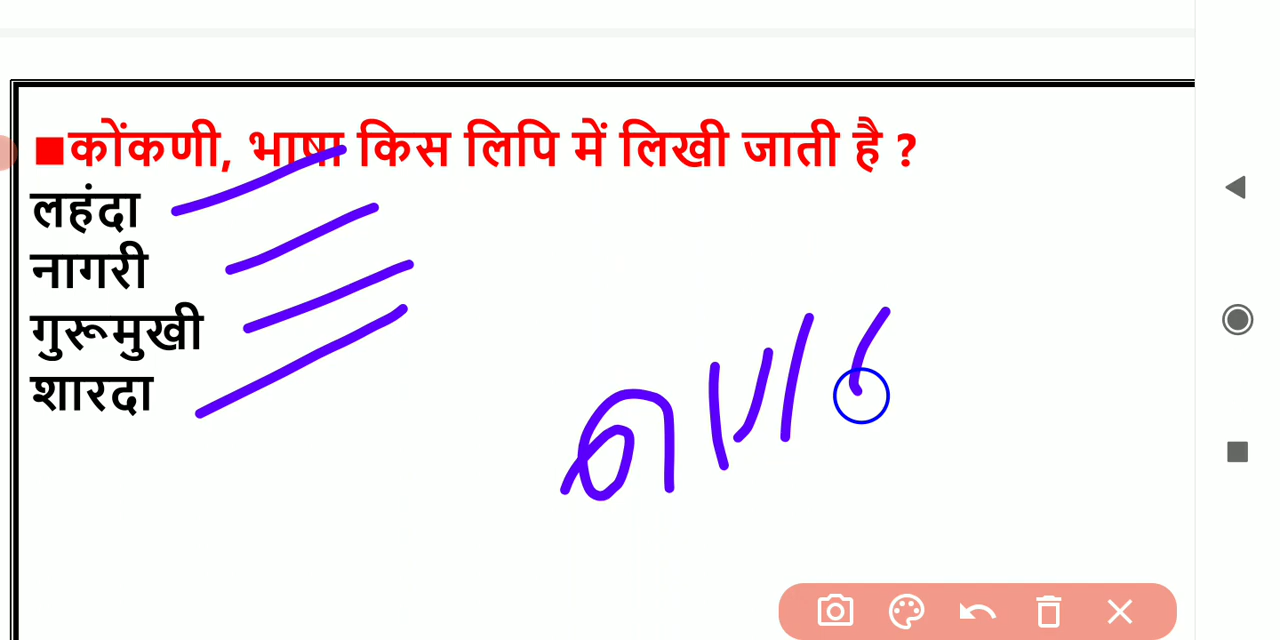 ■कोंकणी, भाषा किस लिपि में लिखी जाती है ?
लहंदा
नागरी
गुरूमुखी
शारदा